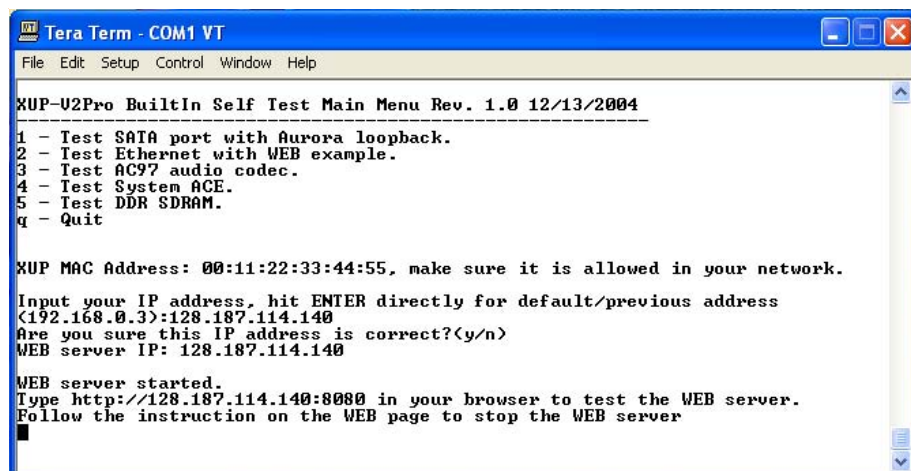 Tera Term - COM1 VT
File Edit Setup Control Window Help
XUP-V2Pro BuiltIn Self Test Main Menu Rev. 1.0 12/13/2004
------------------------------------------------------------
1 - Test SATA port with Aurora loopback.
2 - Test Ethernet with WEB example.
3 - Test AC97 audio codec.
4 - Test System ACE.
5 - Test DDR SDRAM.
q - Quit
XUP MAC Address: 00:11:22:33:44:55, make sure it is allowed in your network.
Input your IP address, hit ENTER directly for default/previous address
(192.168.0.3):128.187.114.140
Are you sure this IP address is correct?(y/n)
WEB server IP: 128.187.114.140
WEB server started.
Type http://128.187.114.140:8080 in your browser to test the WEB server.
Follow the instruction on the WEB page to stop the WEB server